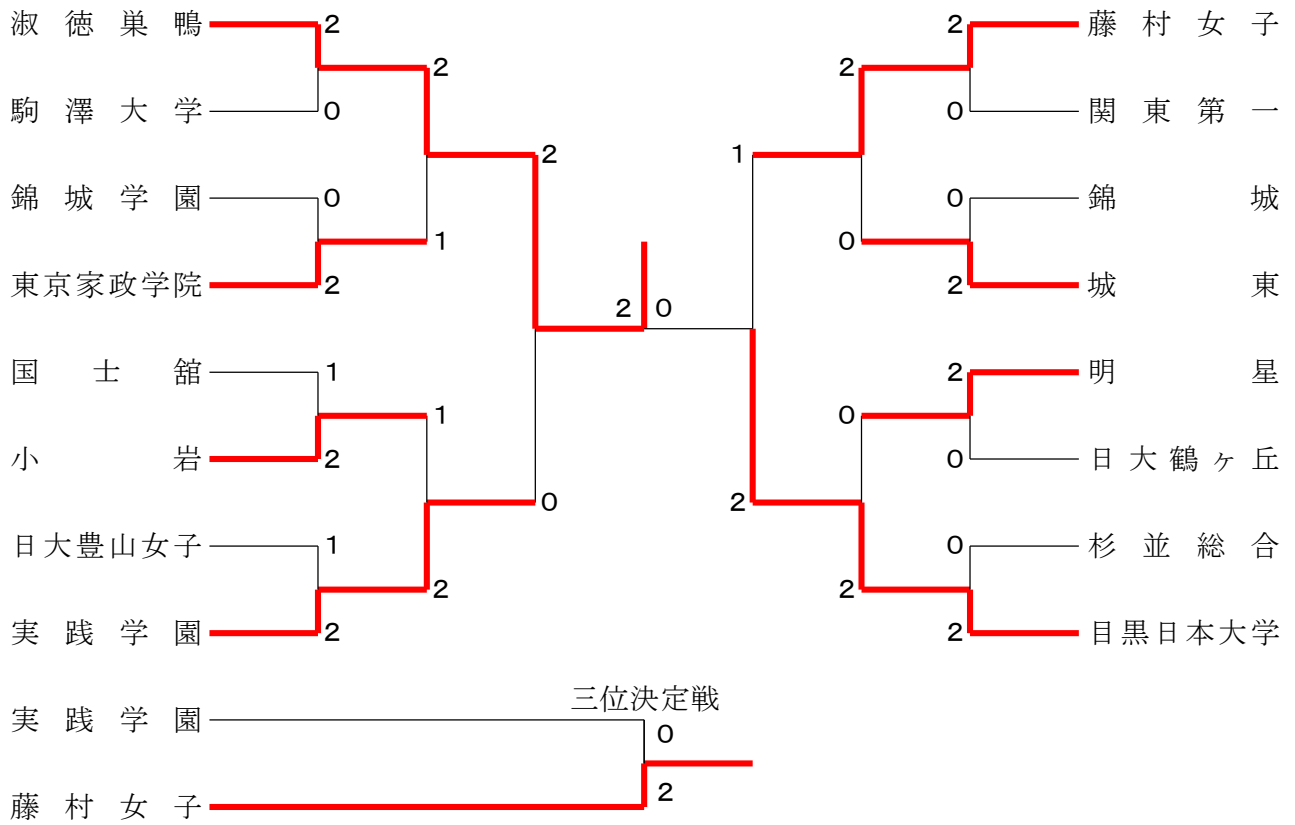 淑徳巣鴨 2 2 藤村女子
2 2
駒澤大学 0 0 関東第一
2 1
錦城学園 0 0 錦城
1 0
東京家政学院 2 2 城東
2 0
国士舘 1 2 明星
1 0
小岩 2 0 日大鶴ヶ丘
0 2
日大豊山女子 1 0 杉並総合
2 2
実践学園 2 2 目黒日本大学
三位決定戦
実践学園 0
藤村女子 2